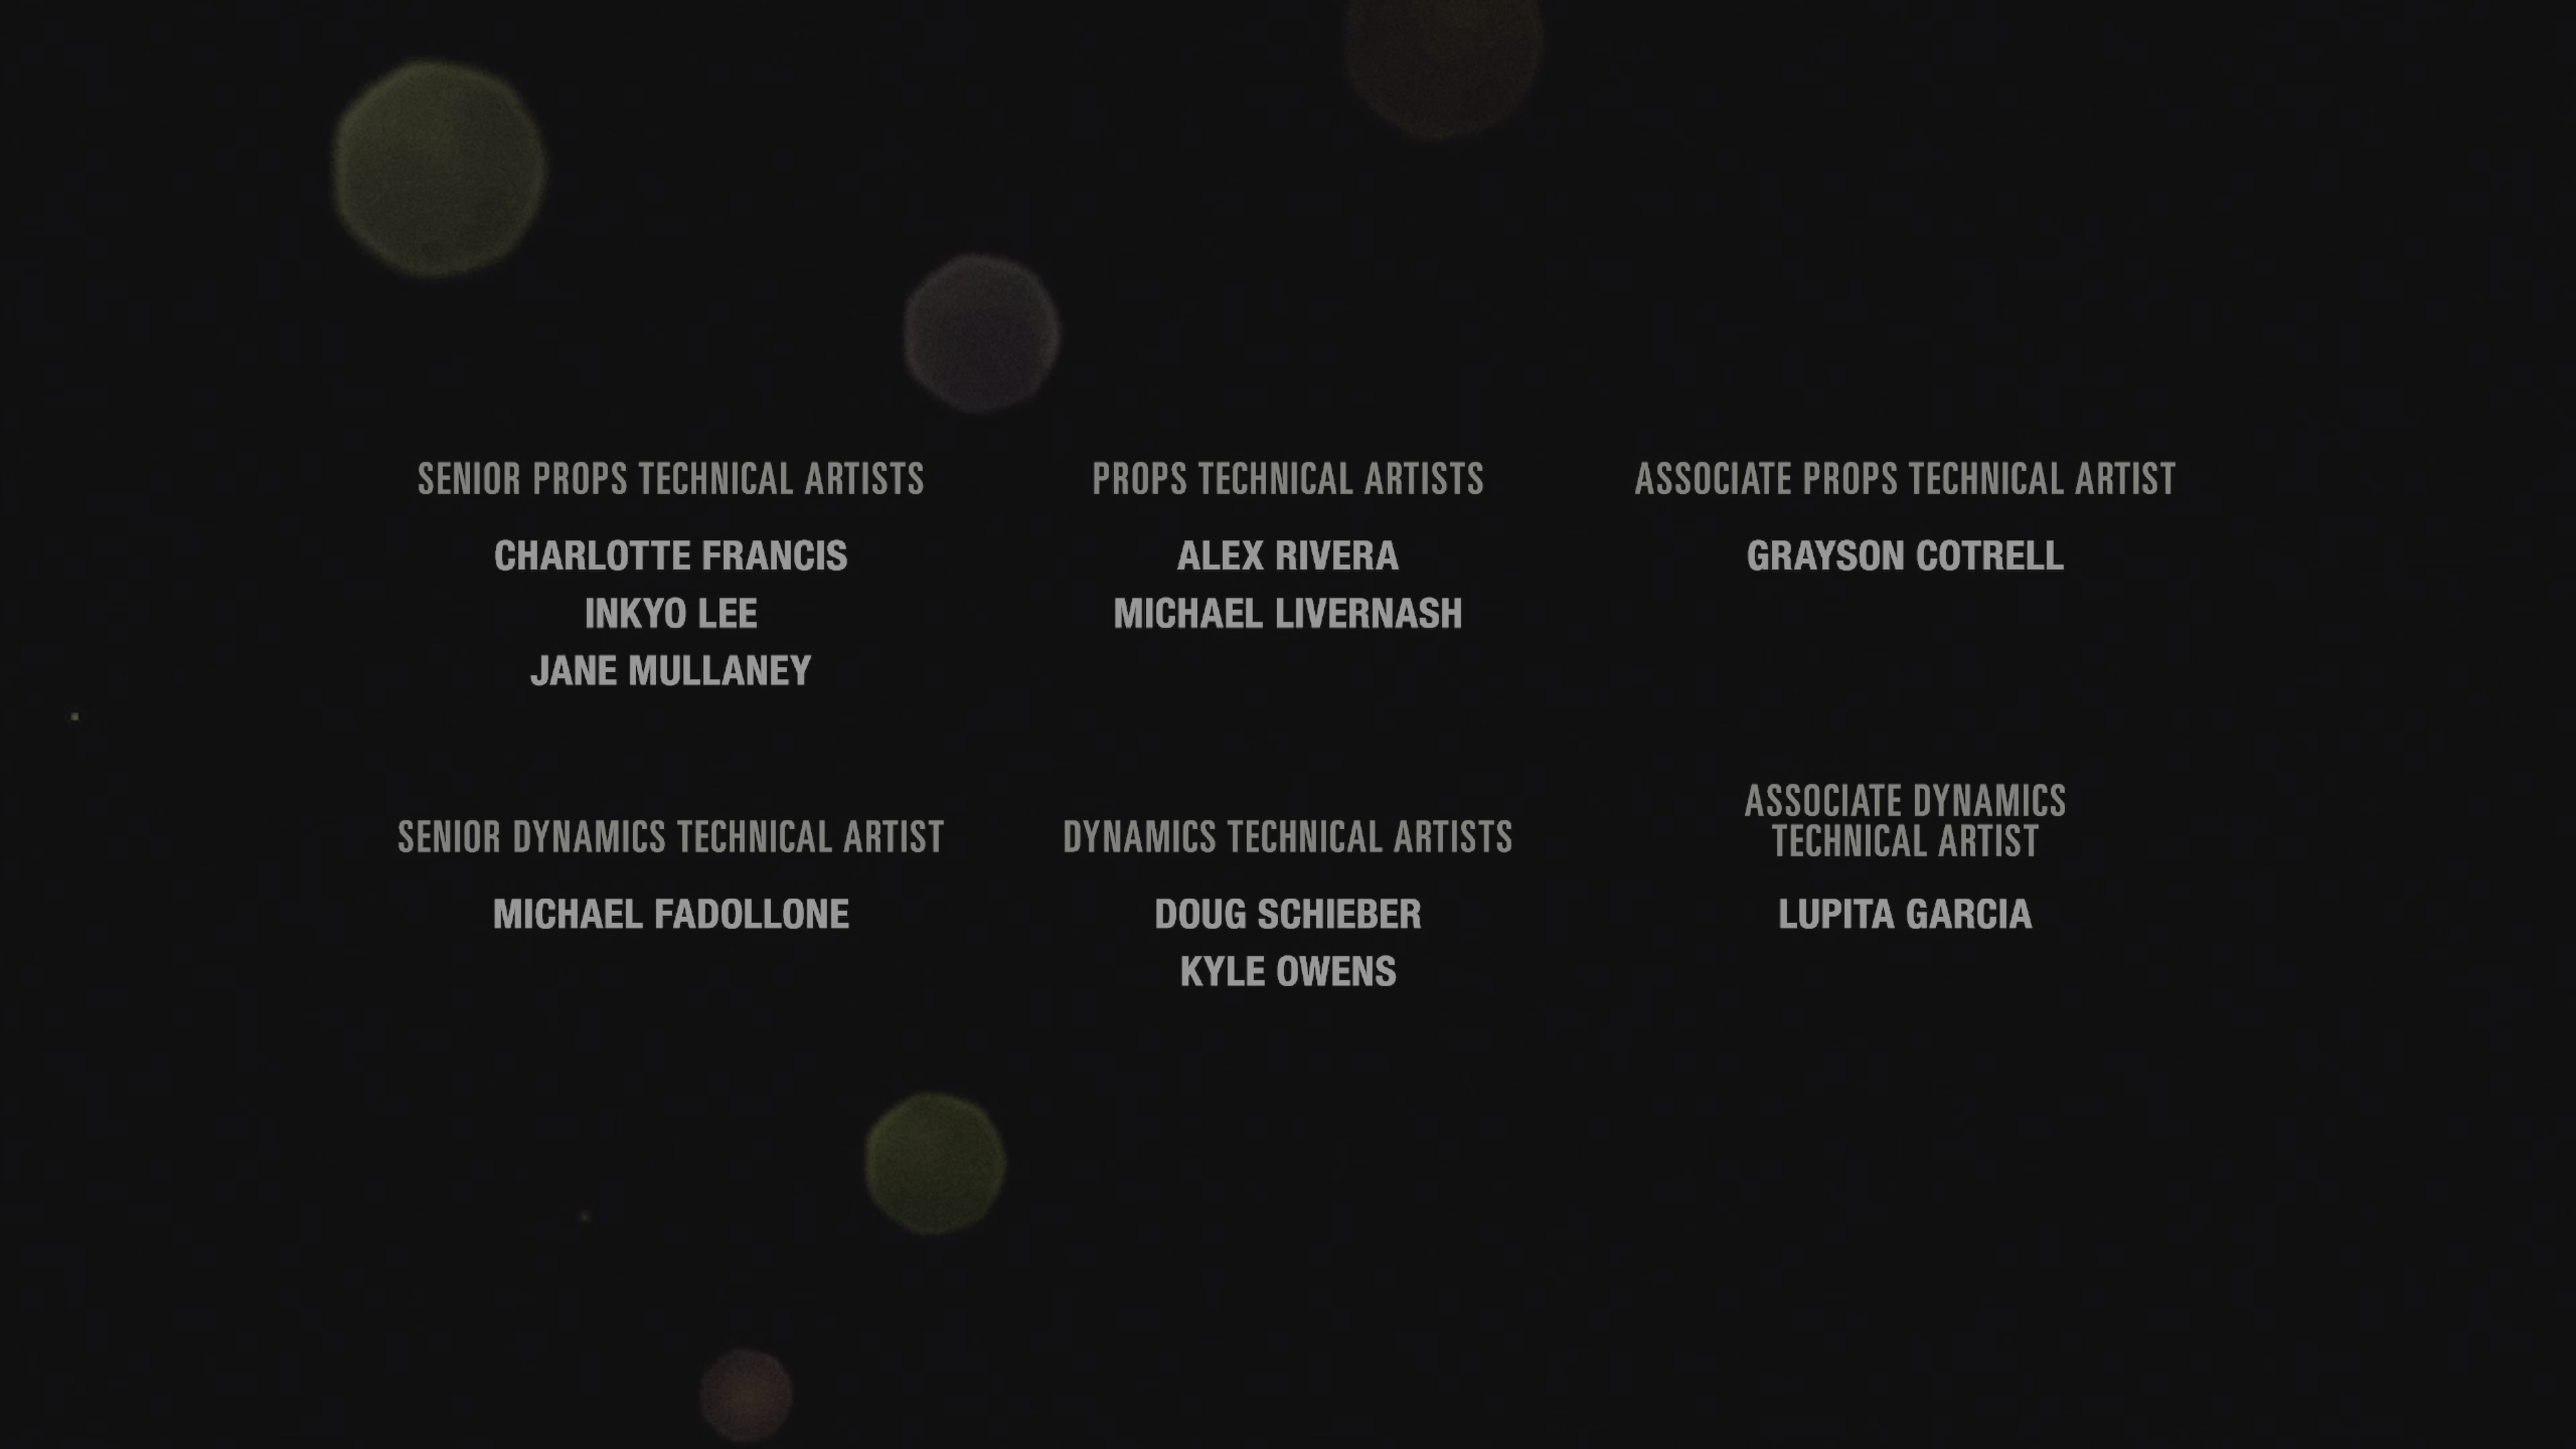 SENIOR PROPS TECHNICAL ARTISTS
CHARLOTTE FRANCIS
INKYO LEE
JANE MULLANEY
PROPS TECHNICAL ARTISTS
ALEX RIVERA
MICHAEL LIVERNASH
ASSOCIATE PROPS TECHNICAL ARTIST
GRAYSON COTRELL
SENIOR DYNAMICS TECHNICAL ARTIST
MICHAEL FADOLLONE
DYNAMICS TECHNICAL ARTISTS
DOUG SCHIEBER
KYLE OWENS
ASSOCIATE DYNAMICS
TECHNICAL ARTIST
LUPITA GARCIA